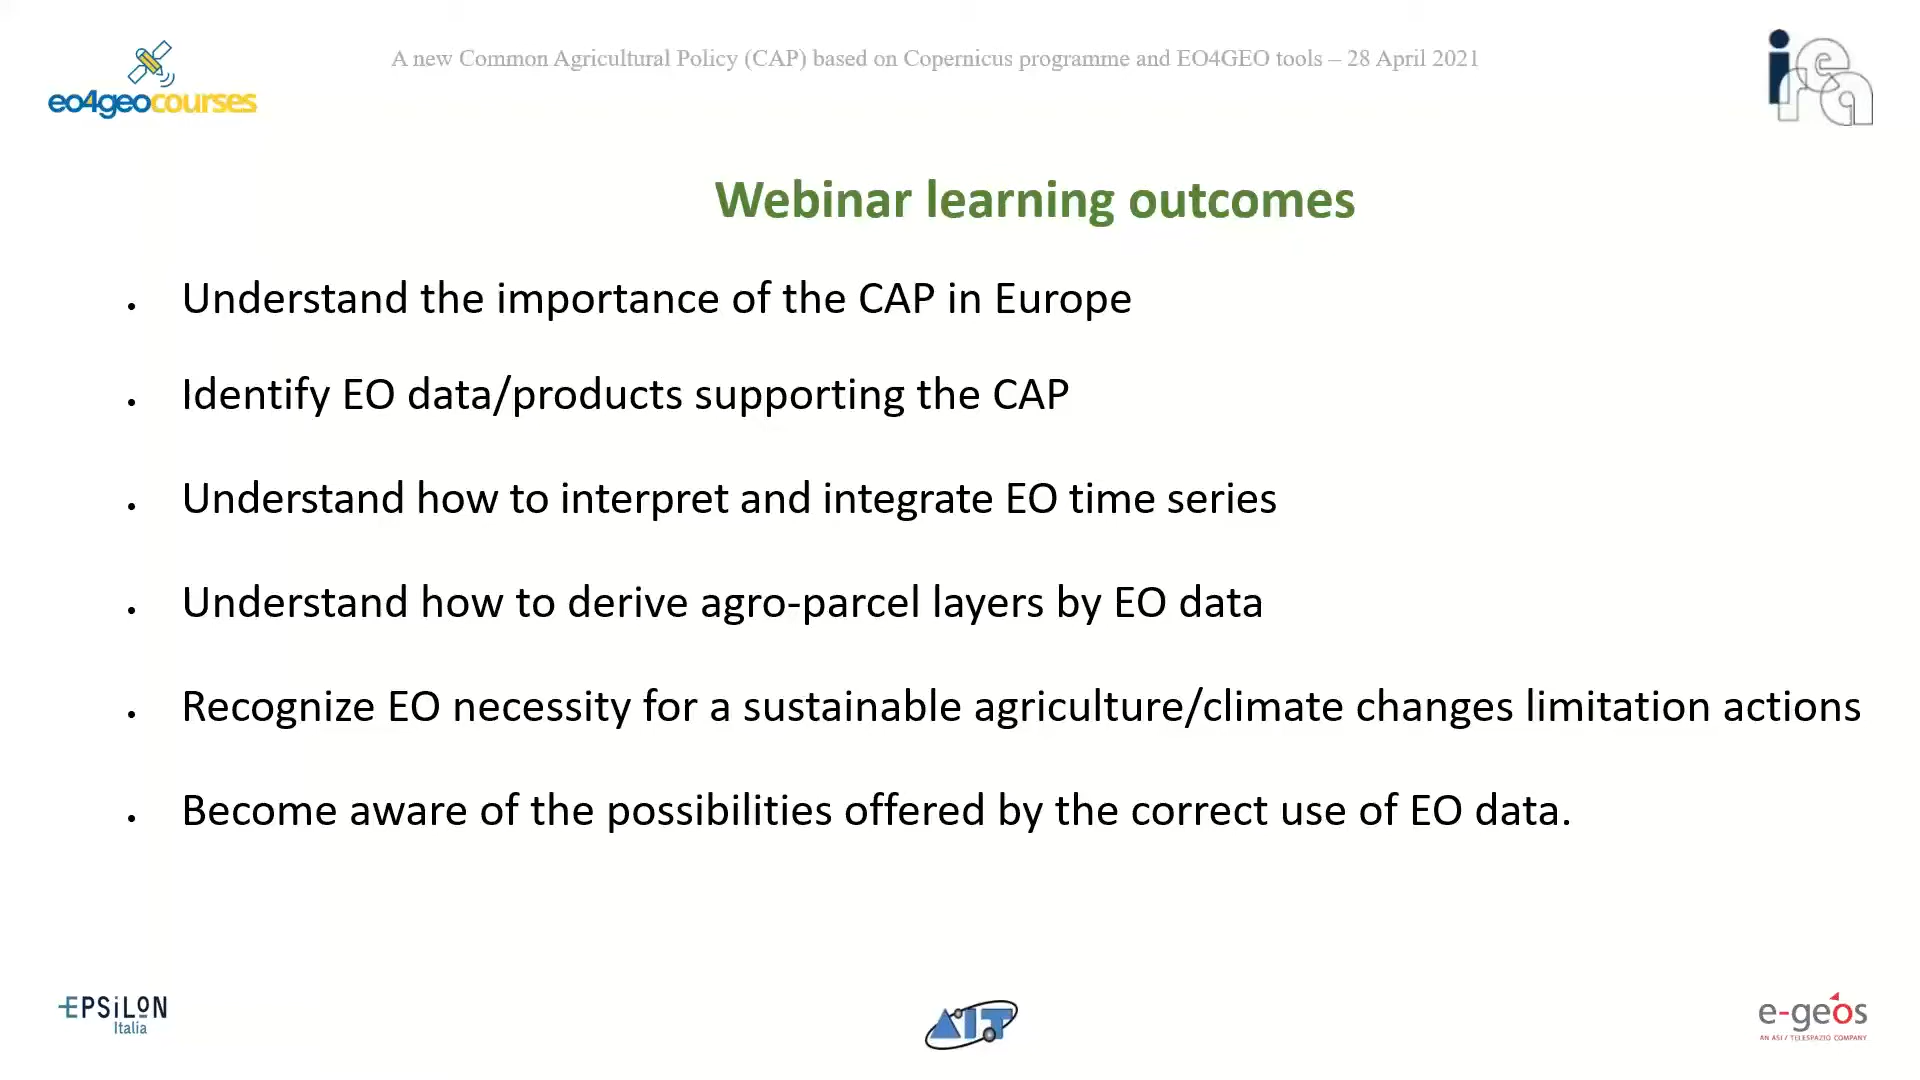 eo4geocourses
A new Common Agricultural Policy (CAP) based on Copernicus programme and EO4GEO tools – 28 April 2021
irea
Webinar learning outcomes
• Understand the importance of the CAP in Europe
• Identify EO data/products supporting the CAP
• Understand how to interpret and integrate EO time series
• Understand how to derive agro-parcel layers by EO data
• Recognize EO necessity for a sustainable agriculture/climate changes limitation actions
• Become aware of the possibilities offered by the correct use of EO data.
EPSiLON
Italia
AIT
e-geos
AN ASI / TELESPAZIO COMPANY